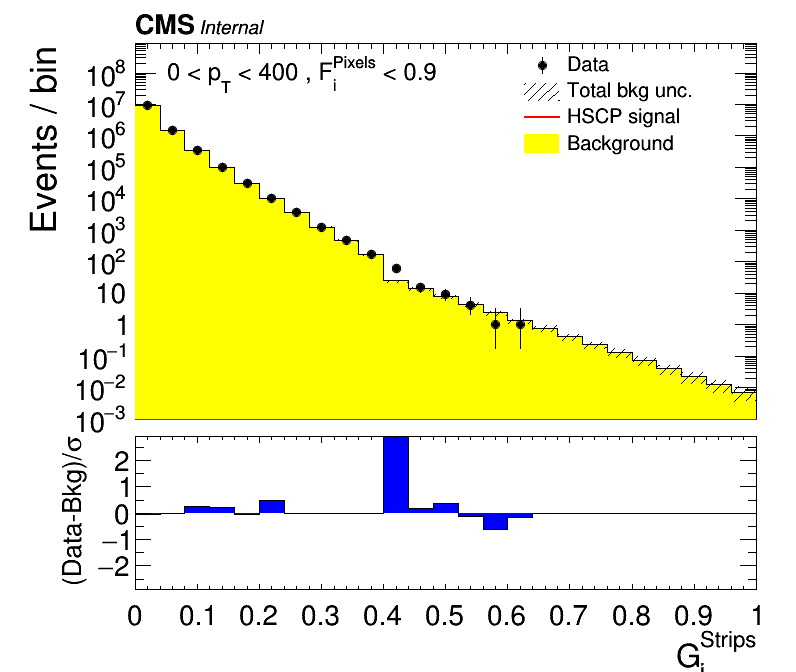 CMS Internal
0 < p_T < 400 , F_i^Pixels < 0.9
Data
Total bkg unc.
HSCP signal
Background
Events / bin
10^8
10^7
10^6
10^5
10^4
10^3
10^2
10
1
10^−1
10^−2
10^−3
(Data-Bkg)/σ
2
1
0
−1
−2
0 0.1 0.2 0.3 0.4 0.5 0.6 0.7 0.8 0.9 1
G_i^Strips